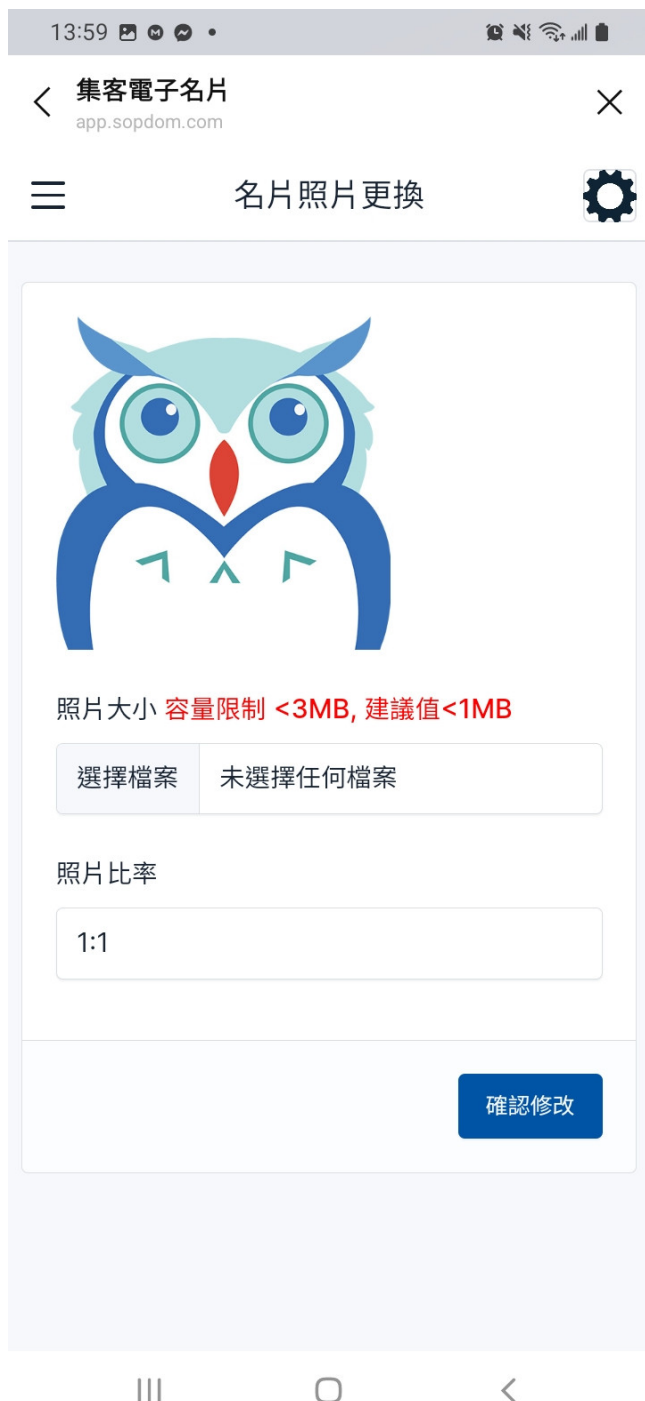 13:59
集客電子名片
app.sopdom.com
名片照片更換
照片大小 容量限制 <3MB, 建議值<1MB
選擇檔案 未選擇任何檔案
照片比率
1:1
確認修改